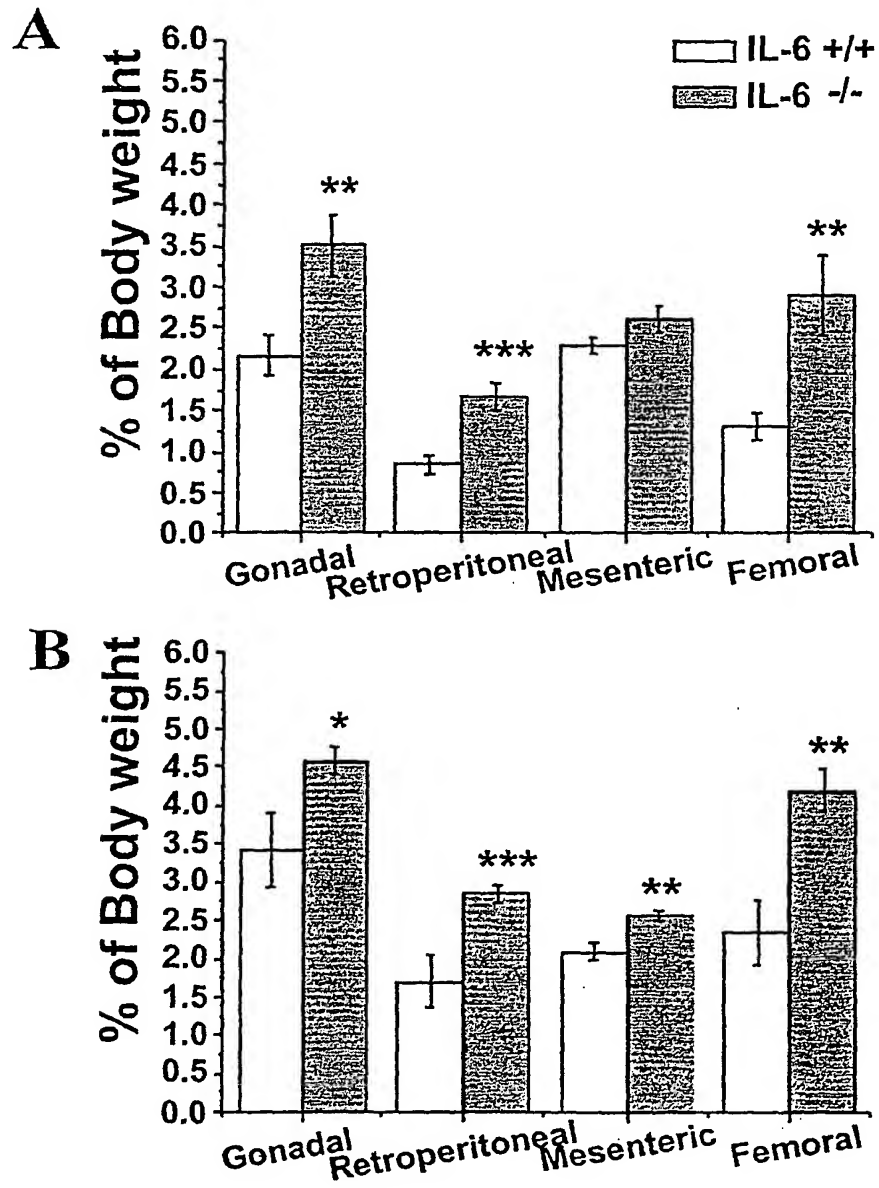 A
% of Body weight
6.0
5.5
5.0
4.5
4.0
3.5
3.0
2.5
2.0
1.5
1.0
0.5
0.0
IL-6 +/+
IL-6 -/-
**
***
**
Gonadal
Retroperitoneal
Mesenteric
Femoral
B
% of Body weight
6.0
5.5
5.0
4.5
4.0
3.5
3.0
2.5
2.0
1.5
1.0
0.5
0.0
*
***
**
**
Gonadal
Retroperitoneal
Mesenteric
Femoral